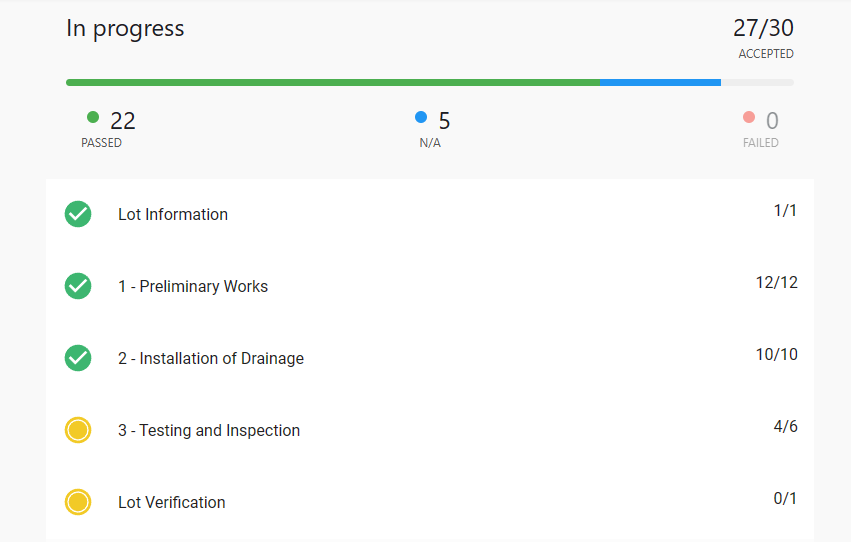 In progress
27/30
ACCEPTED
22
PASSED
5
N/A
0
FAILED
Lot Information 1/1
1 - Preliminary Works 12/12
2 - Installation of Drainage 10/10
3 - Testing and Inspection 4/6
Lot Verification 0/1